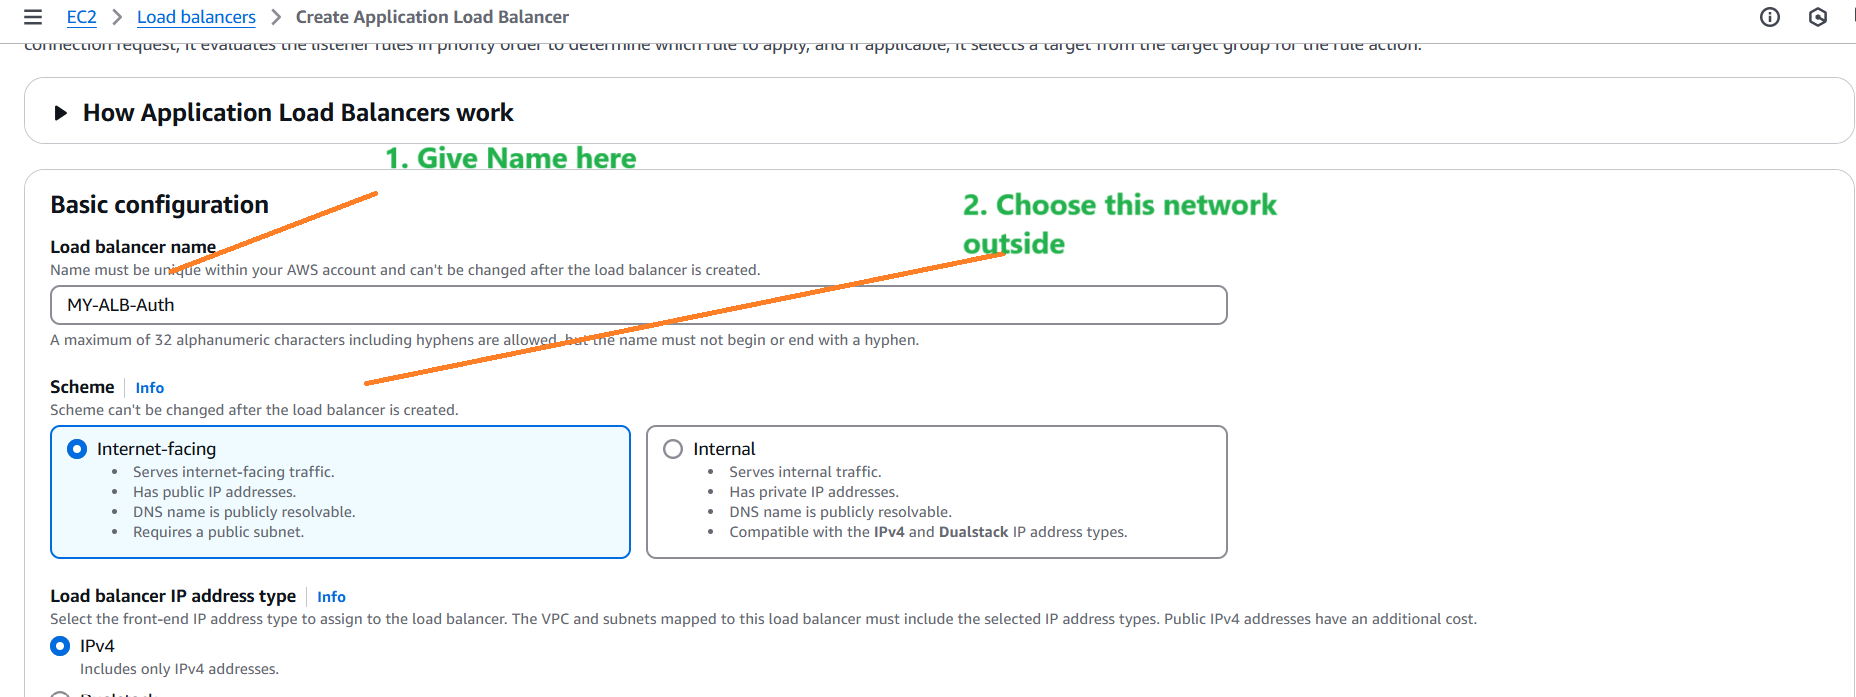 EC2 > Load balancers > Create Application Load Balancer
connection request, it evaluates the listener rules in priority order to determine which rule to apply, and if applicable, it selects a target from the target group for the rule action.
How Application Load Balancers work
1. Give Name here
2. Choose this network
outside
Basic configuration
Load balancer name
Name must be unique within your AWS account and can't be changed after the load balancer is created.
MY-ALB-Auth
A maximum of 32 alphanumeric characters including hyphens are allowed, but the name must not begin or end with a hyphen.
Scheme Info
Scheme can't be changed after the load balancer is created.
Internet-facing
• Serves internet-facing traffic.
• Has public IP addresses.
• DNS name is publicly resolvable.
• Requires a public subnet.
Internal
• Serves internal traffic.
• Has private IP addresses.
• DNS name is publicly resolvable.
• Compatible with the IPv4 and Dualstack IP address types.
Load balancer IP address type Info
Select the front-end IP address type to assign to the load balancer. The VPC and subnets mapped to this load balancer must include the selected IP address types. Public IPv4 addresses have an additional cost.
IPv4
Includes only IPv4 addresses.